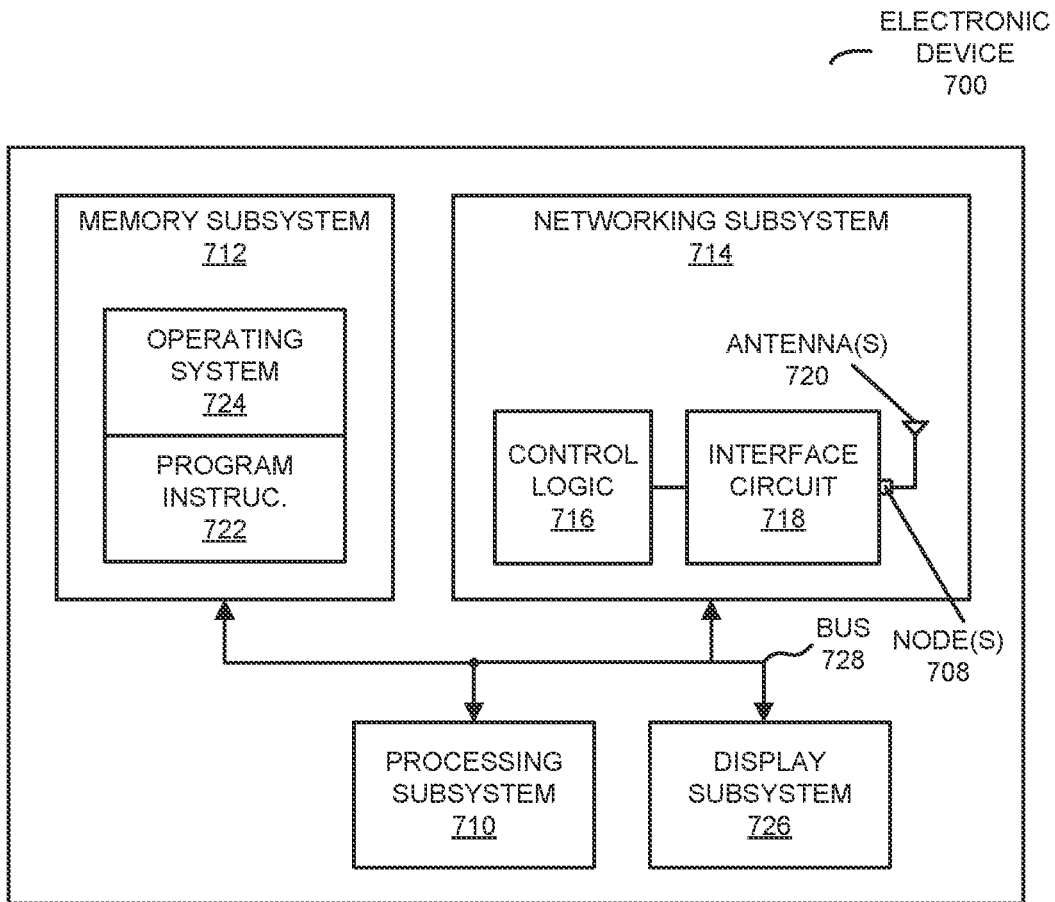 ELECTRONIC
DEVICE
700
MEMORY SUBSYSTEM
712
OPERATING
SYSTEM
724
PROGRAM
INSTRUC.
722
NETWORKING SUBSYSTEM
714
ANTENNA(S)
720
CONTROL
LOGIC
716
INTERFACE
CIRCUIT
718
BUS
728
NODE(S)
708
PROCESSING
SUBSYSTEM
710
DISPLAY
SUBSYSTEM
726